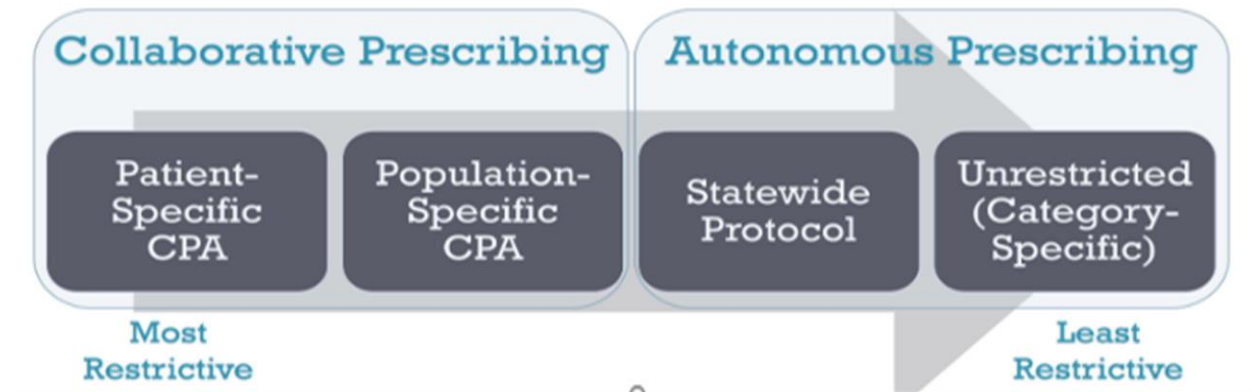 Collaborative Prescribing
Autonomous Prescribing
Patient-
Specific
CPA
Population-
Specific
CPA
Statewide
Protocol
Unrestricted
(Category-
Specific)
Most
Restrictive
Least
Restrictive